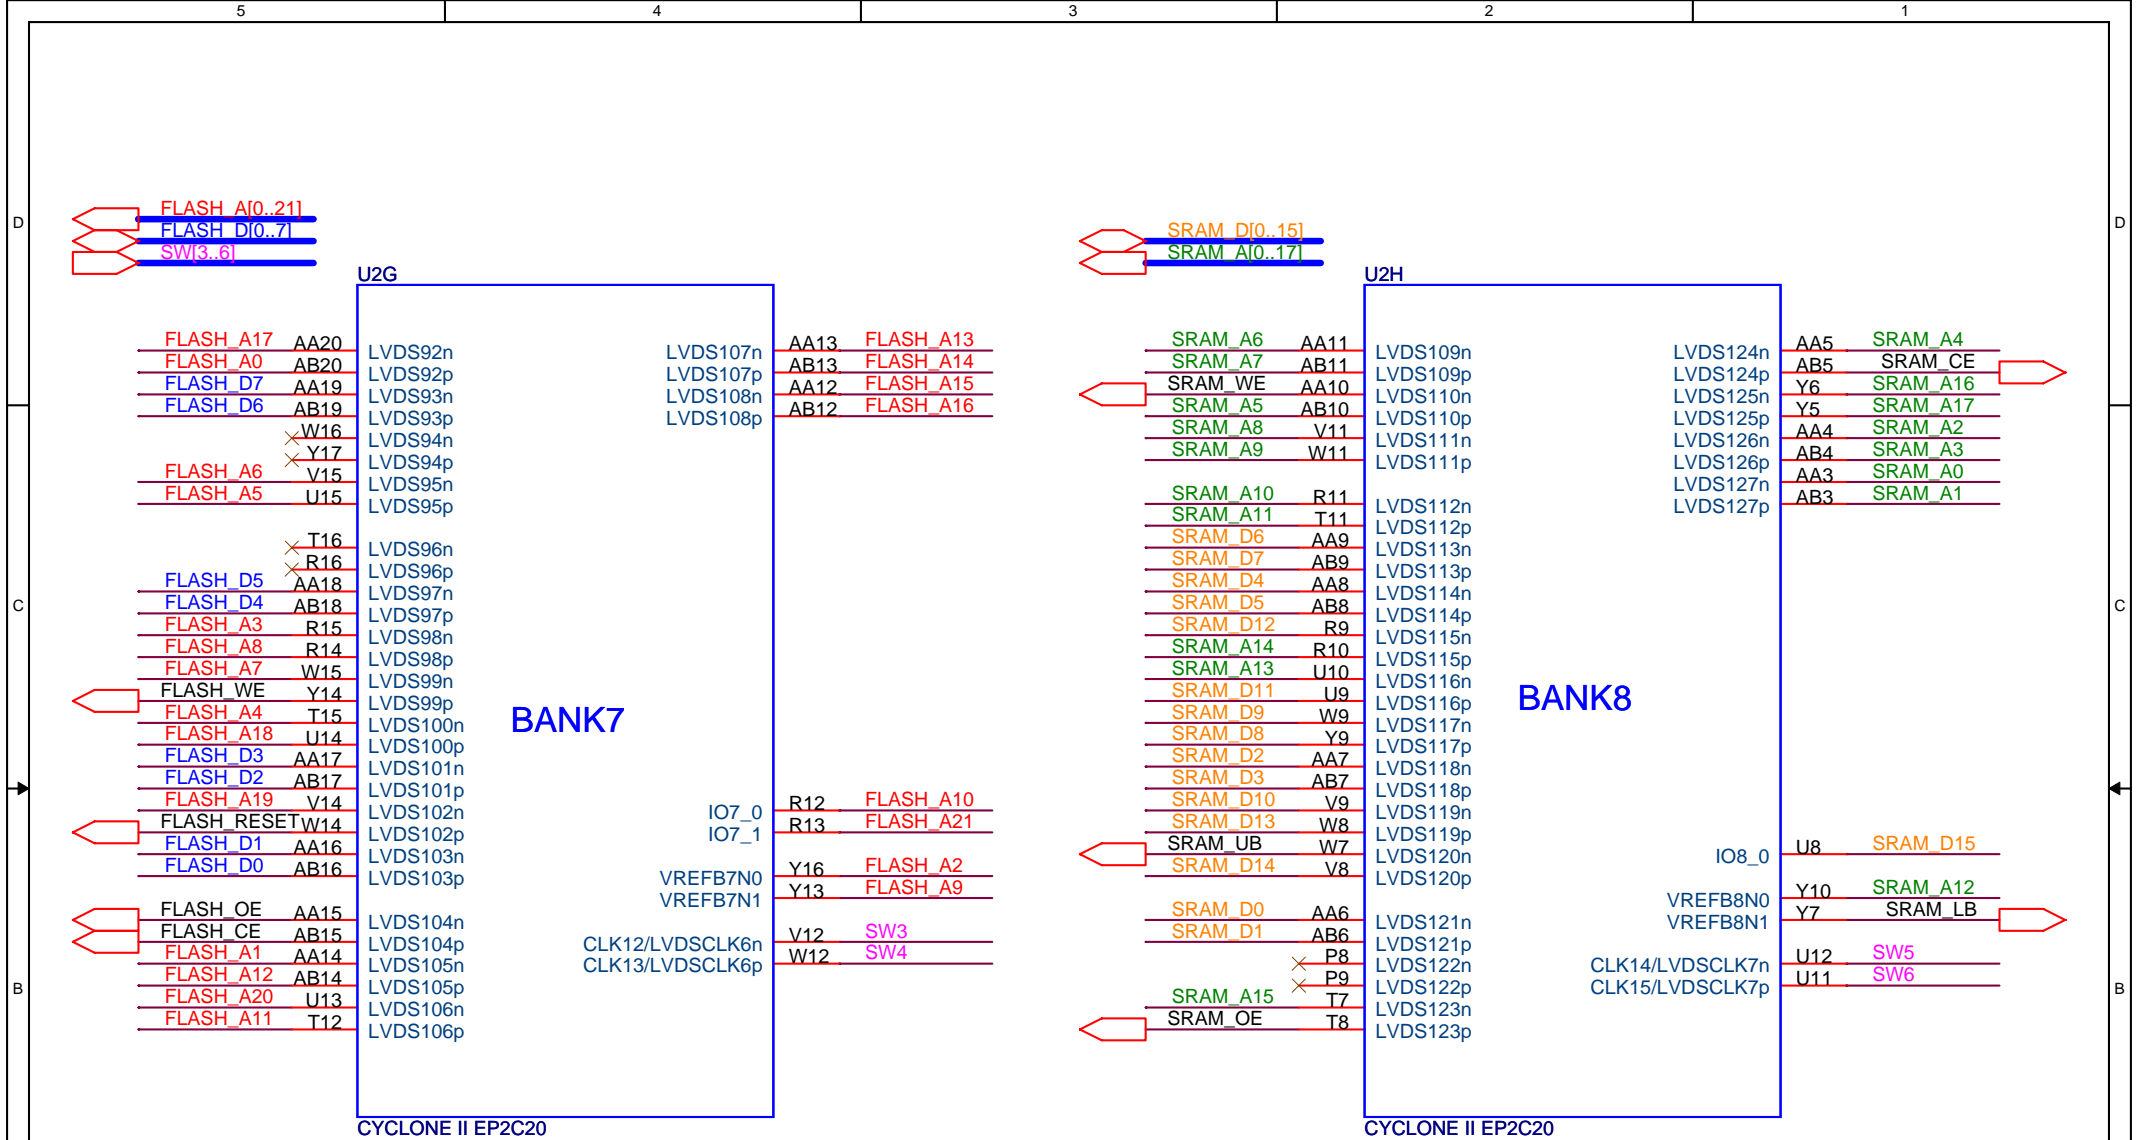 5 4 3 2 1
D D
C C
B B
FLASH_A[0..21]
FLASH_D[0..7]
SW[3..6]
U2G
FLASH_A17 AA20 LVDS92n
FLASH_A0 AB20 LVDS92p
FLASH_D7 AA19 LVDS93n
FLASH_D6 AB19 LVDS93p
W16 LVDS94n
Y17 LVDS94p
FLASH_A6 V15 LVDS95n
FLASH_A5 U15 LVDS95p
T16 LVDS96n
R16 LVDS96p
FLASH_D5 AA18 LVDS97n
FLASH_D4 AB18 LVDS97p
FLASH_A3 R15 LVDS98n
FLASH_A8 R14 LVDS98p
FLASH_A7 W15 LVDS99n
FLASH_WE Y14 LVDS99p
FLASH_A4 T15 LVDS100n
FLASH_A18 U14 LVDS100p
FLASH_D3 AA17 LVDS101n
FLASH_D2 AB17 LVDS101p
FLASH_A19 V14 LVDS102n
FLASH_RESET W14 LVDS102p
FLASH_D1 AA16 LVDS103n
FLASH_D0 AB16 LVDS103p
FLASH_OE AA15 LVDS104n
FLASH_CE AB15 LVDS104p
FLASH_A1 AA14 LVDS105n
FLASH_A12 AB14 LVDS105p
FLASH_A20 U13 LVDS106n
FLASH_A11 T12 LVDS106p
BANK7
LVDS107n AA13 FLASH_A13
LVDS107p AB13 FLASH_A14
LVDS108n AA12 FLASH_A15
LVDS108p AB12 FLASH_A16
IO7_0 R12 FLASH_A10
IO7_1 R13 FLASH_A21
VREFB7N0 Y16 FLASH_A2
VREFB7N1 Y13 FLASH_A9
CLK12/LVDSCLK6n V12 SW3
CLK13/LVDSCLK6p W12 SW4
CYCLONE II EP2C20
SRAM_D[0..15]
SRAM_A[0..17]
U2H
SRAM_A6 AA11 LVDS109n
SRAM_A7 AB11 LVDS109p
SRAM_WE AA10 LVDS110n
SRAM_A5 AB10 LVDS110p
SRAM_A8 V11 LVDS111n
SRAM_A9 W11 LVDS111p
SRAM_A10 R11 LVDS112n
SRAM_A11 T11 LVDS112p
SRAM_D6 AA9 LVDS113n
SRAM_D7 AB9 LVDS113p
SRAM_D4 AA8 LVDS114n
SRAM_D5 AB8 LVDS114p
SRAM_D12 R9 LVDS115n
SRAM_A14 R10 LVDS115p
SRAM_A13 U10 LVDS116n
SRAM_D11 U9 LVDS116p
SRAM_D9 W9 LVDS117n
SRAM_D8 Y9 LVDS117p
SRAM_D2 AA7 LVDS118n
SRAM_D3 AB7 LVDS118p
SRAM_D10 V9 LVDS119n
SRAM_D13 W8 LVDS119p
SRAM_UB W7 LVDS120n
SRAM_D14 V8 LVDS120p
SRAM_D0 AA6 LVDS121n
SRAM_D1 AB6 LVDS121p
P8 LVDS122n
P9 LVDS122p
SRAM_A15 T7 LVDS123n
SRAM_OE T8 LVDS123p
BANK8
LVDS124n AA5 SRAM_A4
LVDS124p AB5 SRAM_CE
LVDS125n Y6 SRAM_A16
LVDS125p Y5 SRAM_A17
LVDS126n AA4 SRAM_A2
LVDS126p AB4 SRAM_A3
LVDS127n AA3 SRAM_A0
LVDS127p AB3 SRAM_A1
IO8_0 U8 SRAM_D15
VREFB8N0 Y10 SRAM_A12
VREFB8N1 Y7 SRAM_LB
CLK14/LVDSCLK7n U12 SW5
CLK15/LVDSCLK7p U11 SW6
CYCLONE II EP2C20